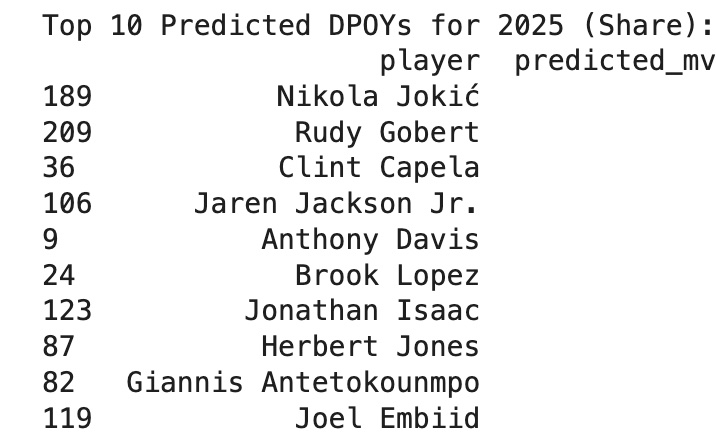 Top 10 Predicted DPOYs for 2025 (Share):
player predicted_mv
189 Nikola Jokić
209 Rudy Gobert
36 Clint Capela
106 Jaren Jackson Jr.
9 Anthony Davis
24 Brook Lopez
123 Jonathan Isaac
87 Herbert Jones
82 Giannis Antetokounmpo
119 Joel Embiid